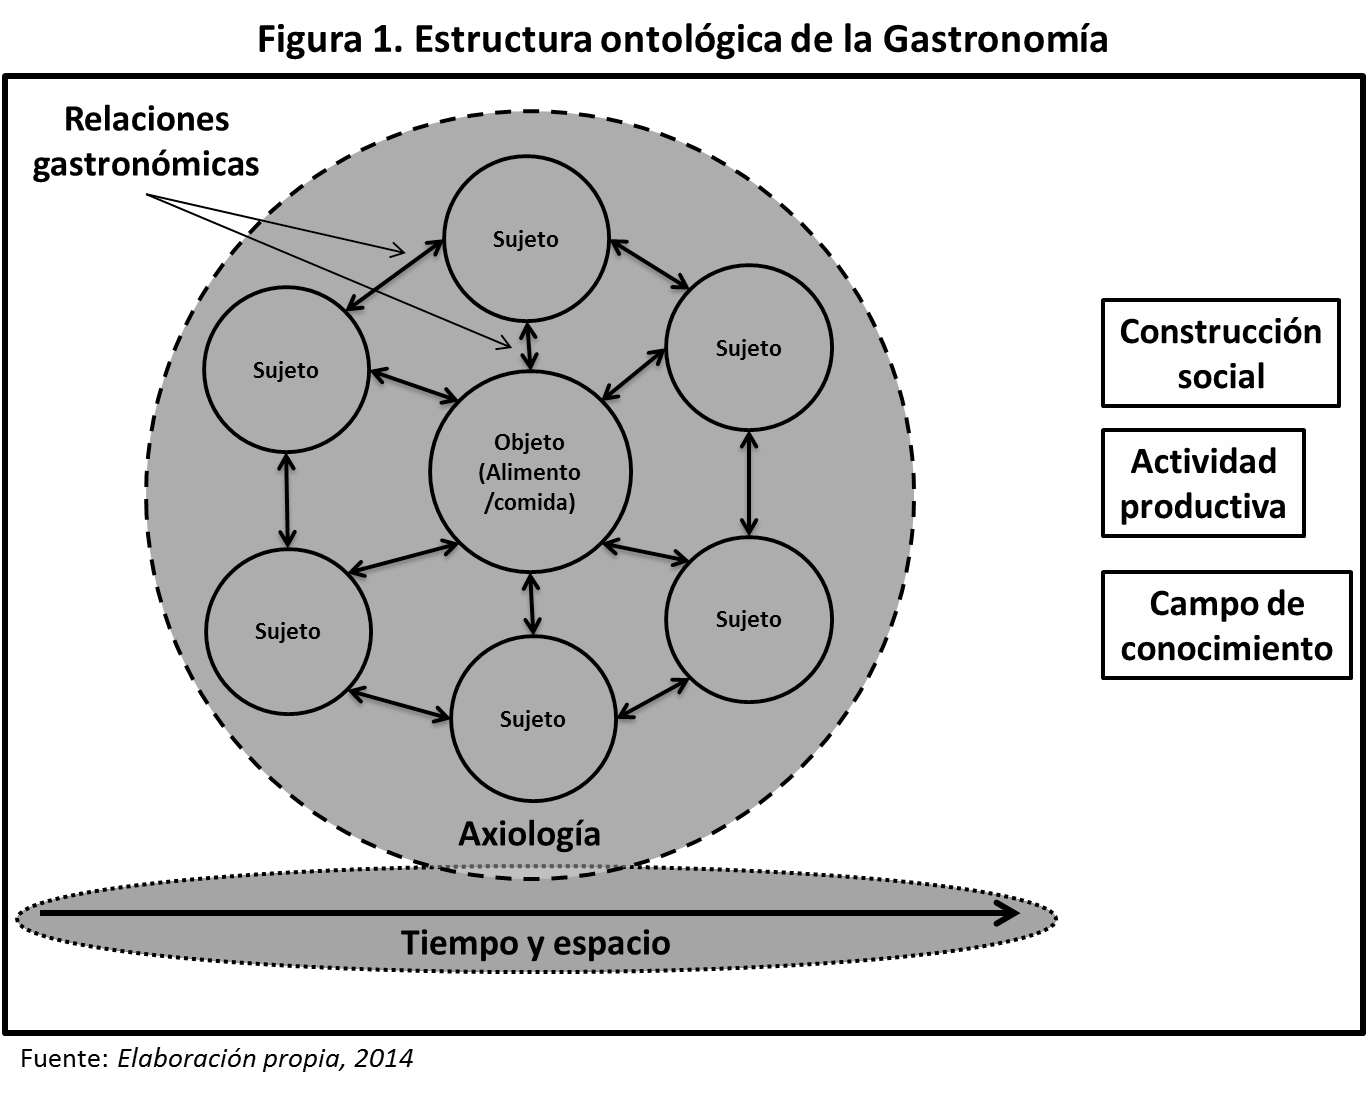 Figura 1. Estructura ontológica de la Gastronomía
Relaciones
gastronómicas
Sujeto
Sujeto
Sujeto
Objeto
(Alimento
/comida)
Sujeto
Sujeto
Sujeto
Axiología
Tiempo y espacio
Construcción
social
Actividad
productiva
Campo de
conocimiento
Fuente: Elaboración propia, 2014